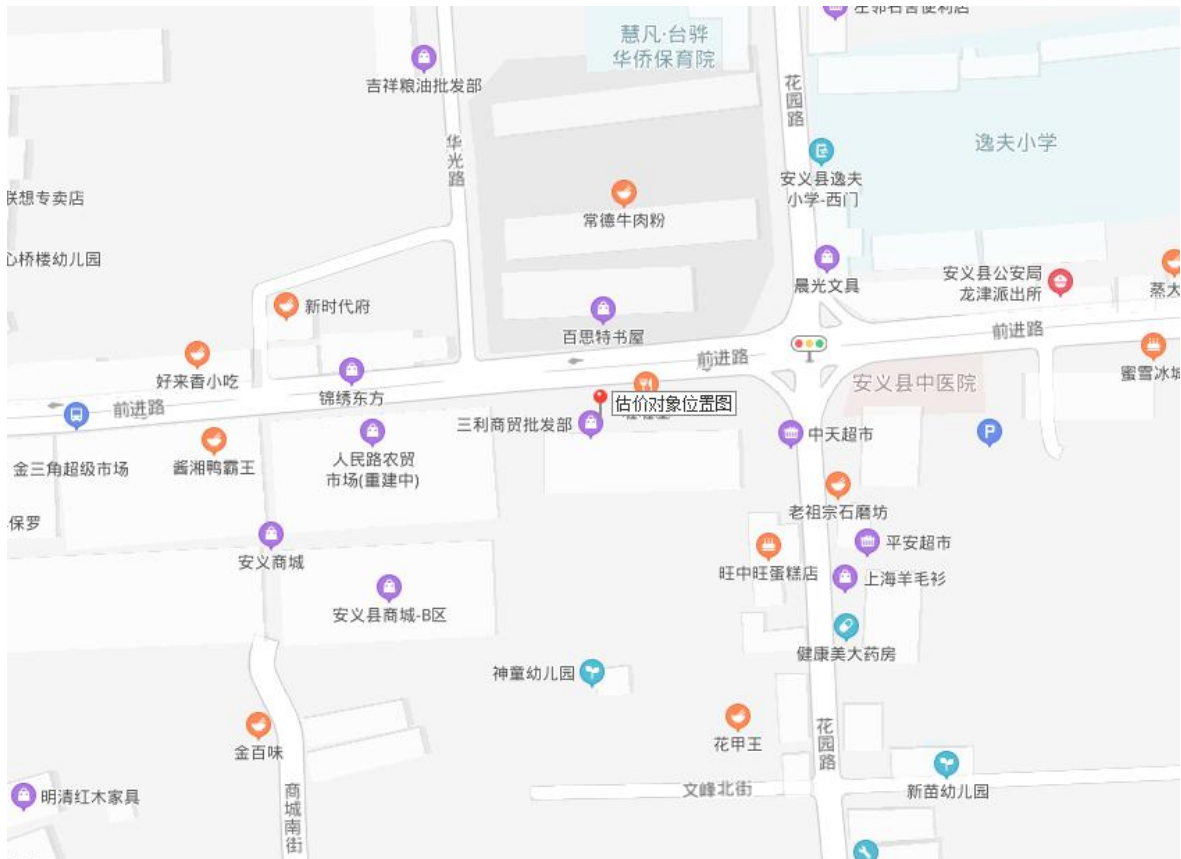 左邻右舍便利店
慧凡·台骅
华侨保育院
吉祥粮油批发部
花园路
华光路
逸夫小学
安义县逸夫
小学-西门
联想专卖店
常德牛肉粉
心桥楼幼儿园
晨光文具
安义县公安局
龙津派出所
蒸大
新时代府
百思特书屋
前进路
前进路
好来香小吃
锦绣东方
安义县中医院
蜜雪冰城
前进路
估价对象位置图
三利商贸批发部
中天超市
金三角超级市场
酱湘鸭霸王
人民路农贸
市场(重建中)
老祖宗石磨坊
保罗
安义商城
平安超市
旺中旺蛋糕店
上海羊毛衫
安义县商城-B区
健康美大药房
神童幼儿园
金百味
花甲王
花园路
文峰北街
新苗幼儿园
明清红木家具
商城南街
P